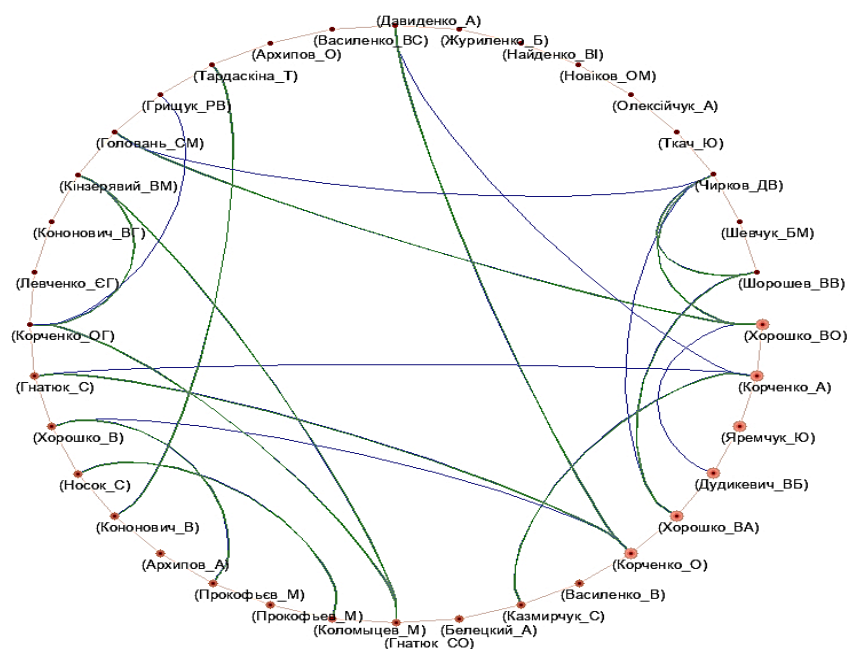 (Давиденко_А)
(Василенко_ВС)
(Журиленко_Б)
(Архипов_О)
(Найденко_ВІ)
(Тардаскіна_Т)
(Новіков_ОМ)
(Грищук_РВ)
(Олексійчук_А)
(Головань_СМ)
(Ткач_Ю)
(Кінзерявий_ВМ)
(Чирков_ДВ)
(Кононович_ВГ)
(Шевчук_БМ)
(Левченко_ЄГ)
(Шорошев_ВВ)
(Корченко_ОГ)
(Хорошко_ВО)
(Гнатюк_С)
(Корченко_А)
(Хорошко_В)
(Яремчук_Ю)
(Носок_С)
(Дудикевич_ВБ)
(Кононович_В)
(Хорошко_ВА)
(Архипов_А)
(Корченко_О)
(Прокофьєв_М)
(Василенко_В)
(Прокофьев_М)
(Казмирчук_С)
(Коломыцев_М)
(Белецкий_А)
(Гнатюк_СО)